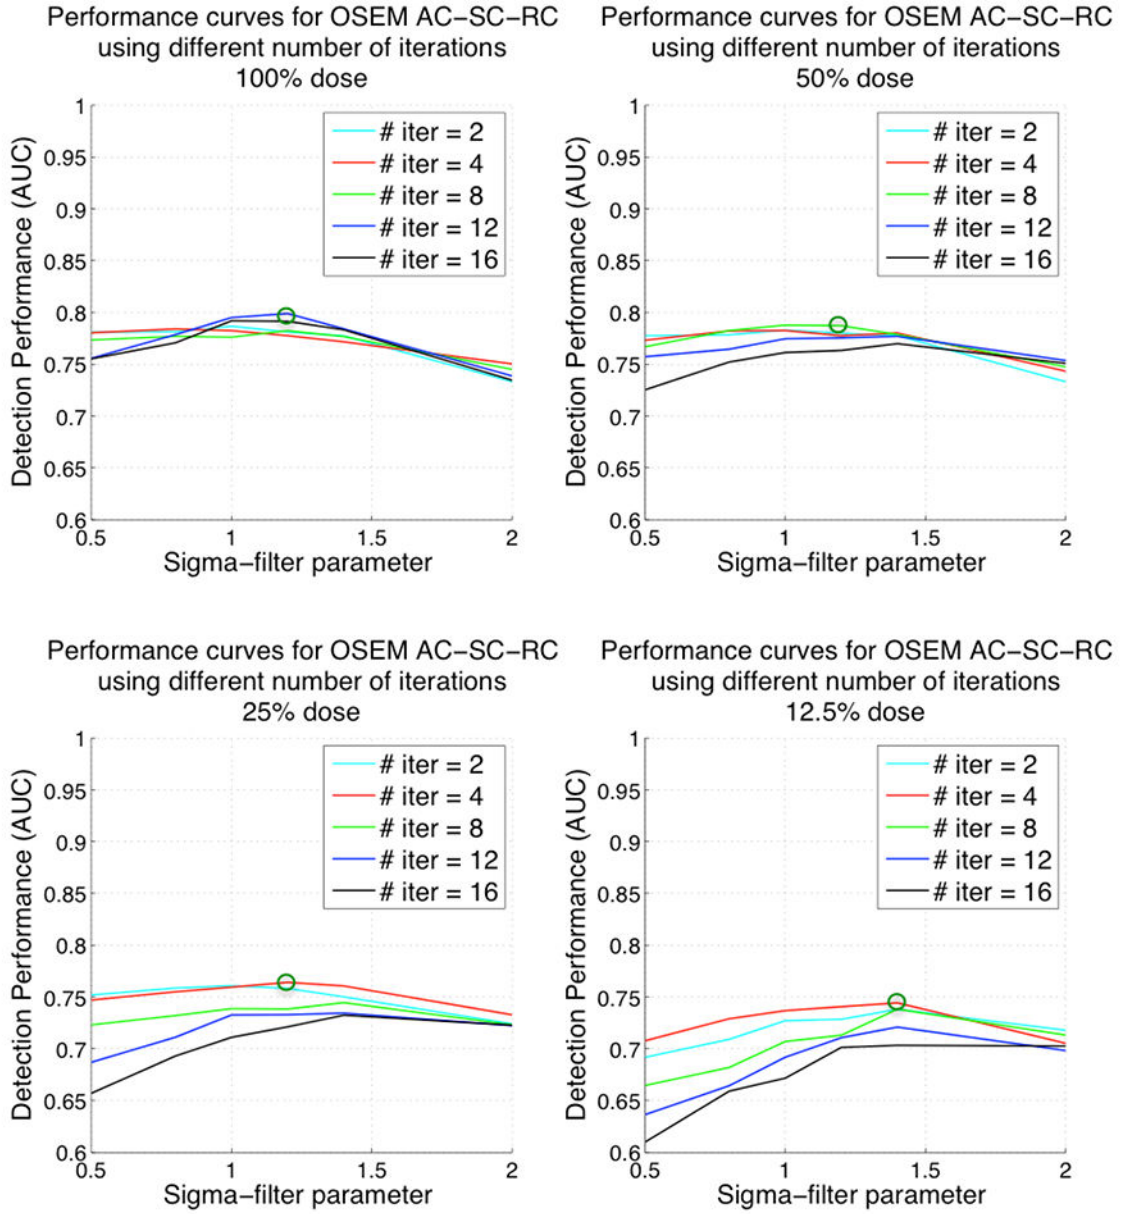 Performance curves for OSEM AC−SC−RC
using different number of iterations
100% dose
1
0.95
0.9
0.85
0.8
0.75
0.7
0.65
0.6
Detection Performance (AUC)
# iter = 2
# iter = 4
# iter = 8
# iter = 12
# iter = 16
0.5
1
1.5
2
Sigma−filter parameter
Performance curves for OSEM AC−SC−RC
using different number of iterations
50% dose
1
0.95
0.9
0.85
0.8
0.75
0.7
0.65
0.6
Detection Performance (AUC)
# iter = 2
# iter = 4
# iter = 8
# iter = 12
# iter = 16
0.5
1
1.5
2
Sigma−filter parameter
Performance curves for OSEM AC−SC−RC
using different number of iterations
25% dose
1
0.95
0.9
0.85
0.8
0.75
0.7
0.65
0.6
Detection Performance (AUC)
# iter = 2
# iter = 4
# iter = 8
# iter = 12
# iter = 16
0.5
1
1.5
2
Sigma−filter parameter
Performance curves for OSEM AC−SC−RC
using different number of iterations
12.5% dose
1
0.95
0.9
0.85
0.8
0.75
0.7
0.65
0.6
Detection Performance (AUC)
# iter = 2
# iter = 4
# iter = 8
# iter = 12
# iter = 16
0.5
1
1.5
2
Sigma−filter parameter